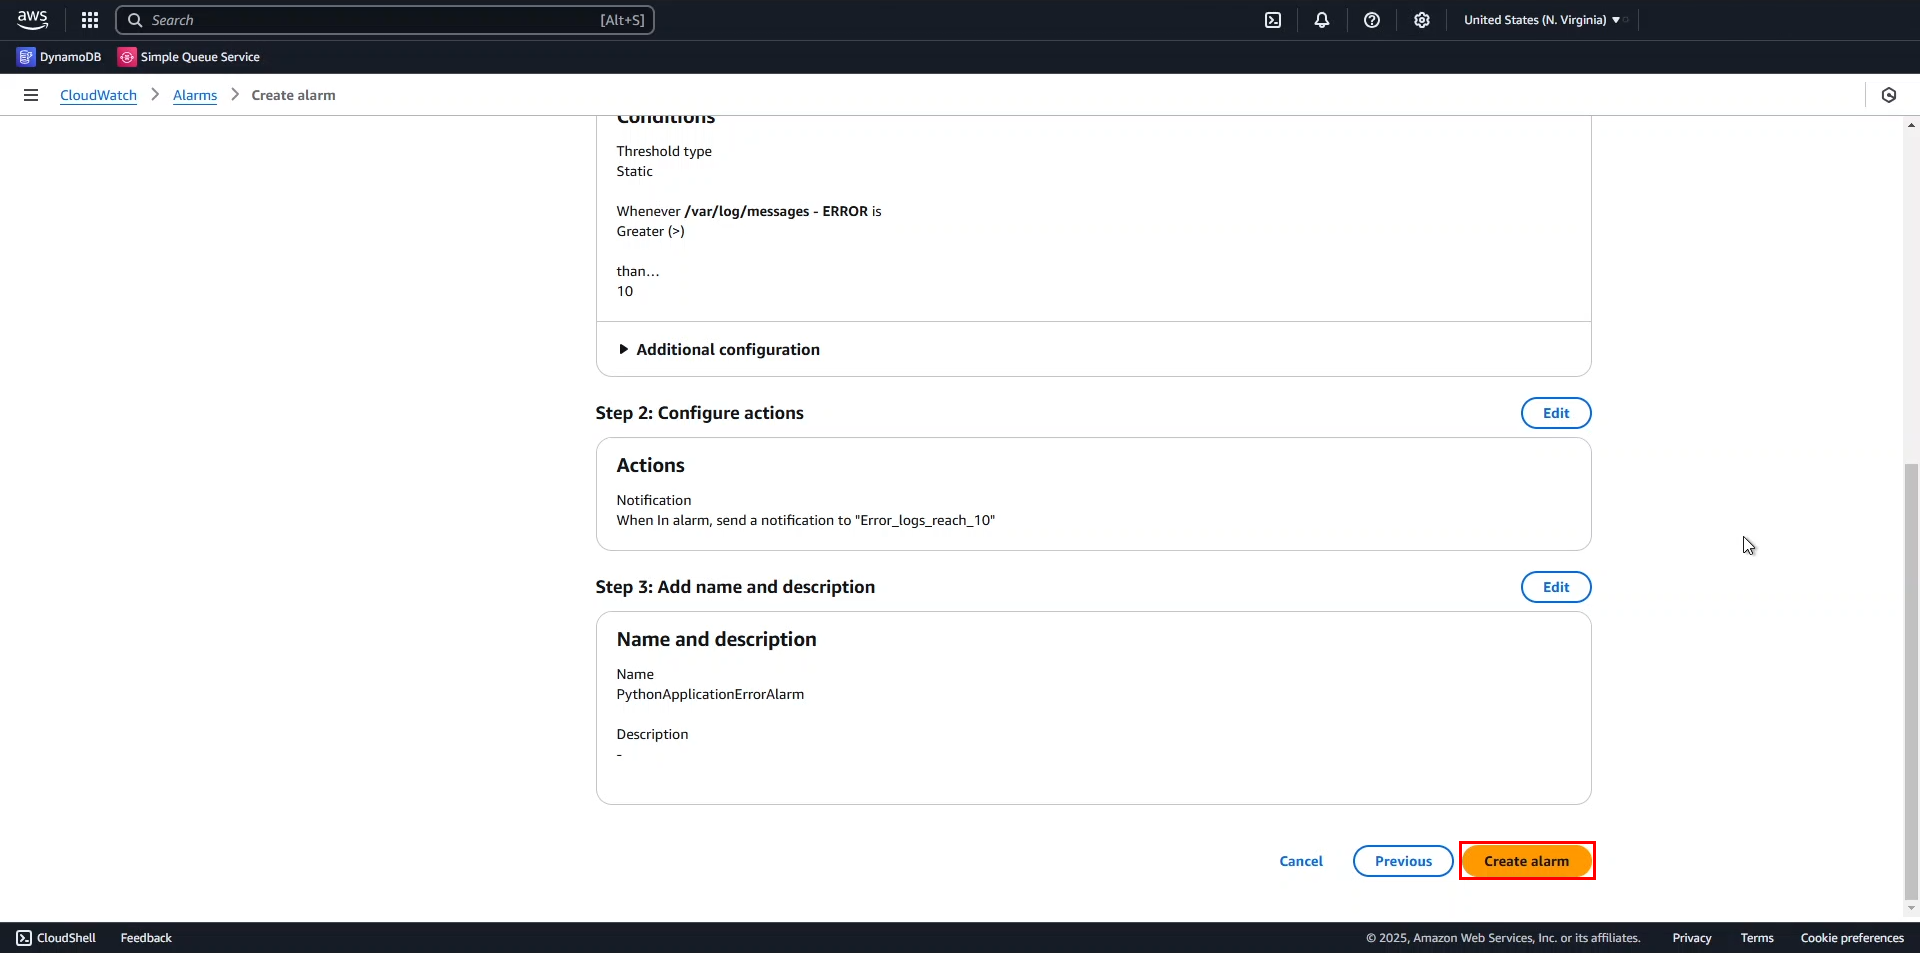 aws
Search
[Alt+S]
United States (N. Virginia)
DynamoDB
Simple Queue Service
CloudWatch
Alarms
Create alarm
Conditions
Threshold type
Static
Whenever /var/log/messages - ERROR is
Greater (>)
than...
10
Additional configuration
Step 2: Configure actions
Edit
Actions
Notification
When In alarm, send a notification to "Error_logs_reach_10"
Step 3: Add name and description
Edit
Name and description
Name
PythonApplicationErrorAlarm
Description
-
Cancel
Previous
Create alarm
CloudShell
Feedback
© 2025, Amazon Web Services, Inc. or its affiliates.
Privacy
Terms
Cookie preferences